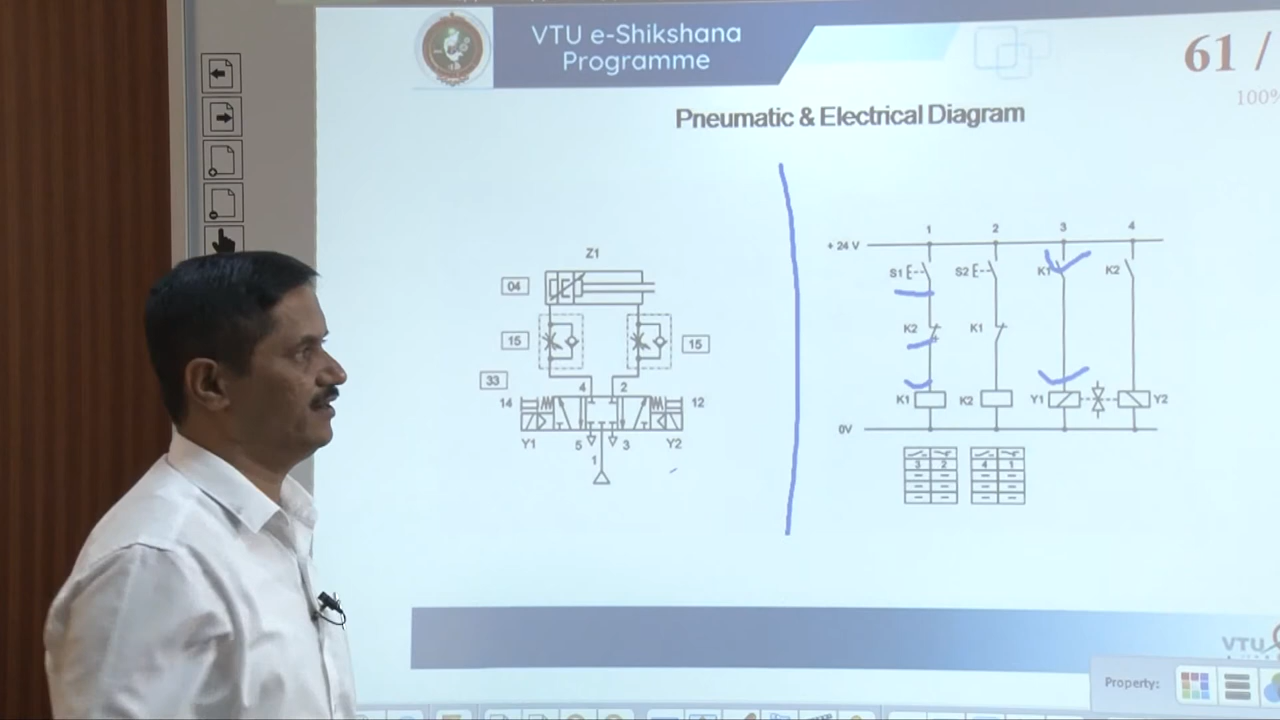 VTU e-Shikshana
Programme
61 /
100%
Pneumatic & Electrical Diagram
Z1
04
15
15
33
4
2
14
12
Y1
5
3
Y2
1
1
2
3
4
+ 24 V
S1
S2
K1
K2
K2
K1
K1
K2
Y1
Y2
0V
3
2
4
1
VTU
Property: